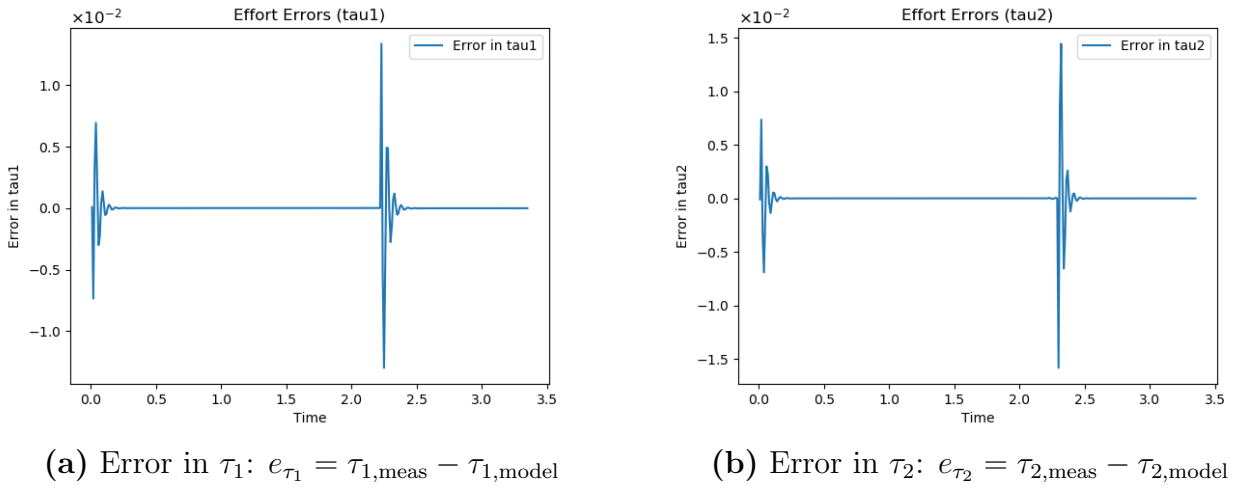 ×10⁻² Effort Errors (tau1)
Error in tau1
1.0
0.5
0.0
−0.5
−1.0
Error in tau1
0.0 0.5 1.0 1.5 2.0 2.5 3.0 3.5
Time
(a) Error in τ₁: e_τ₁ = τ₁,meas − τ₁,model
×10⁻² Effort Errors (tau2)
Error in tau2
1.5
1.0
0.5
0.0
−0.5
−1.0
−1.5
Error in tau2
0.0 0.5 1.0 1.5 2.0 2.5 3.0 3.5
Time
(b) Error in τ₂: e_τ₂ = τ₂,meas − τ₂,model